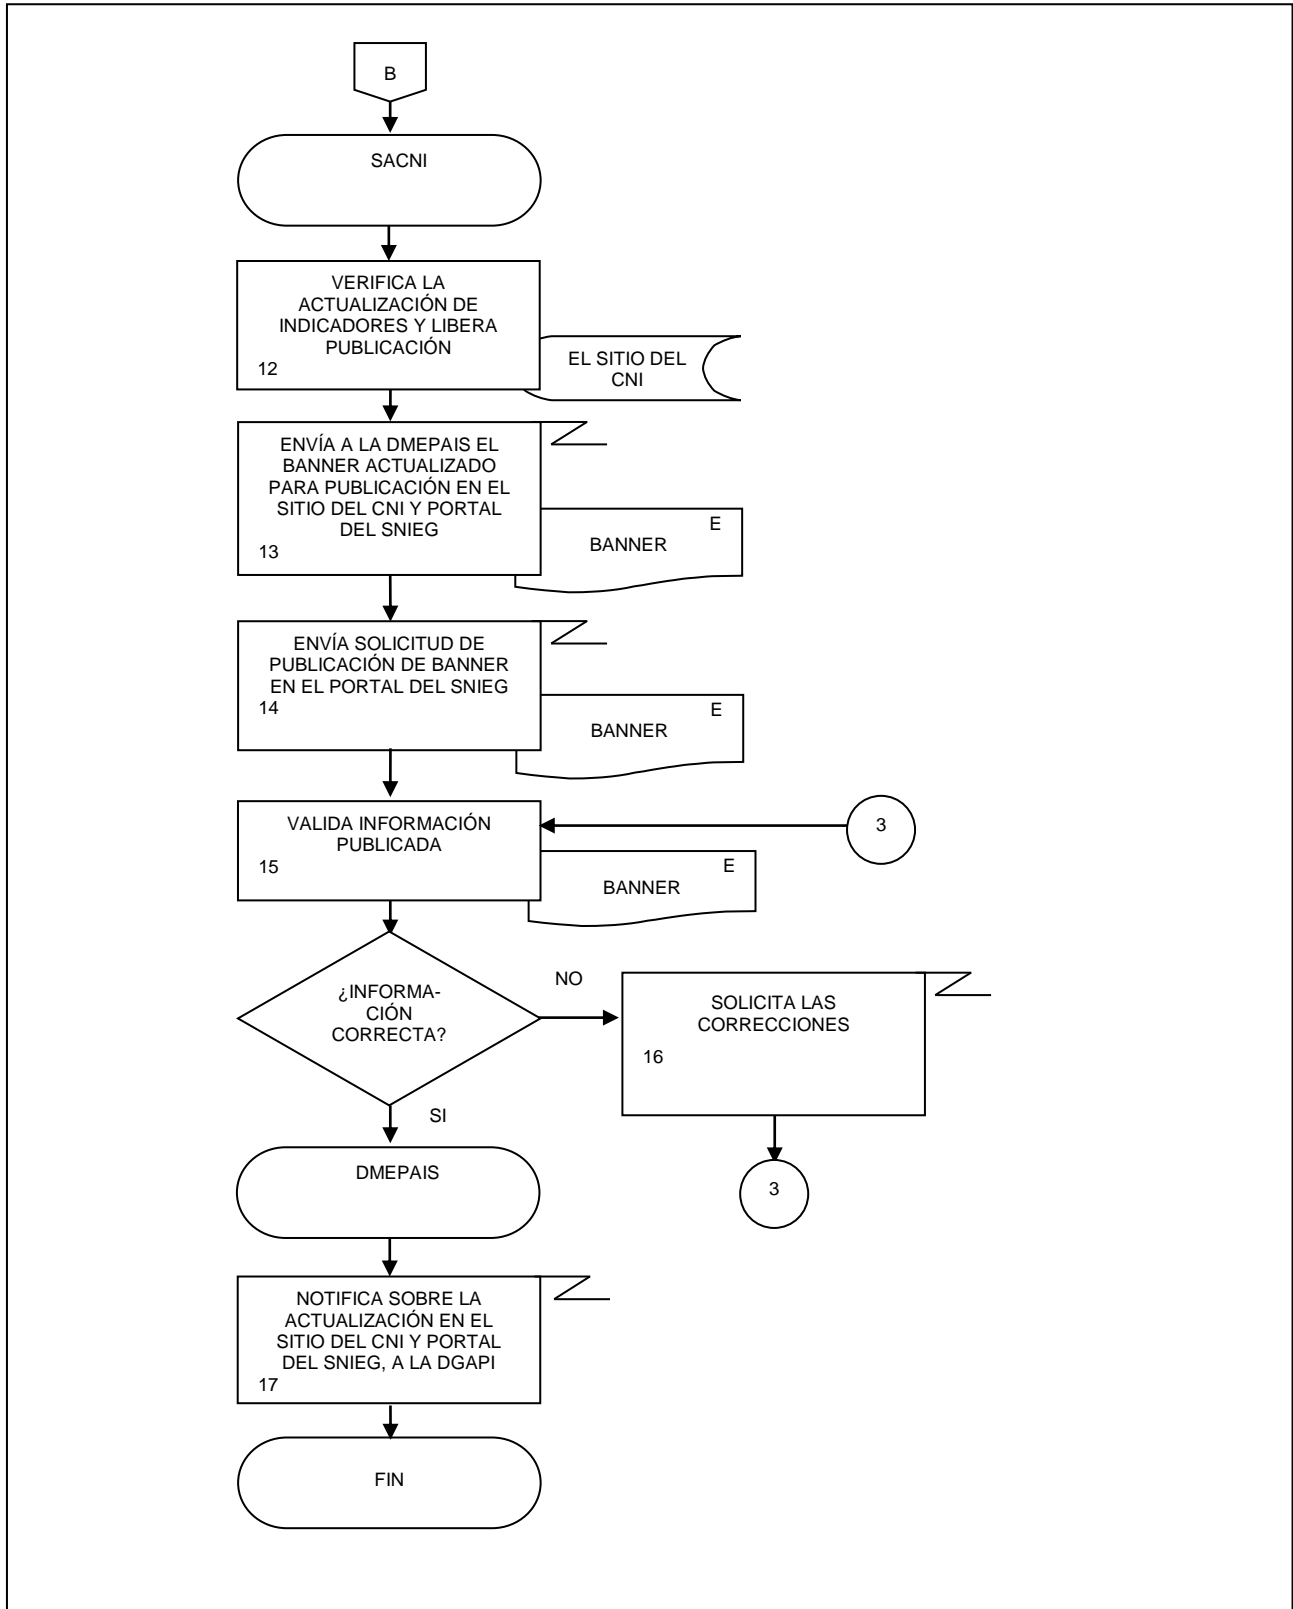 B
SACNI
VERIFICA LA
ACTUALIZACIÓN DE
INDICADORES Y LIBERA
PUBLICACIÓN
12
EL SITIO DEL
CNI
ENVÍA A LA DMEPAIS EL
BANNER ACTUALIZADO
PARA PUBLICACIÓN EN EL
SITIO DEL CNI Y PORTAL
DEL SNIEG
13
E
BANNER
ENVÍA SOLICITUD DE
PUBLICACIÓN DE BANNER
EN EL PORTAL DEL SNIEG
14
E
BANNER
VALIDA INFORMACIÓN
PUBLICADA
15
3
E
BANNER
¿INFORMA-
CIÓN
CORRECTA?
NO
SOLICITA LAS
CORRECCIONES
16
3
SI
DMEPAIS
NOTIFICA SOBRE LA
ACTUALIZACIÓN EN EL
SITIO DEL CNI Y PORTAL
DEL SNIEG, A LA DGAPI
17
FIN